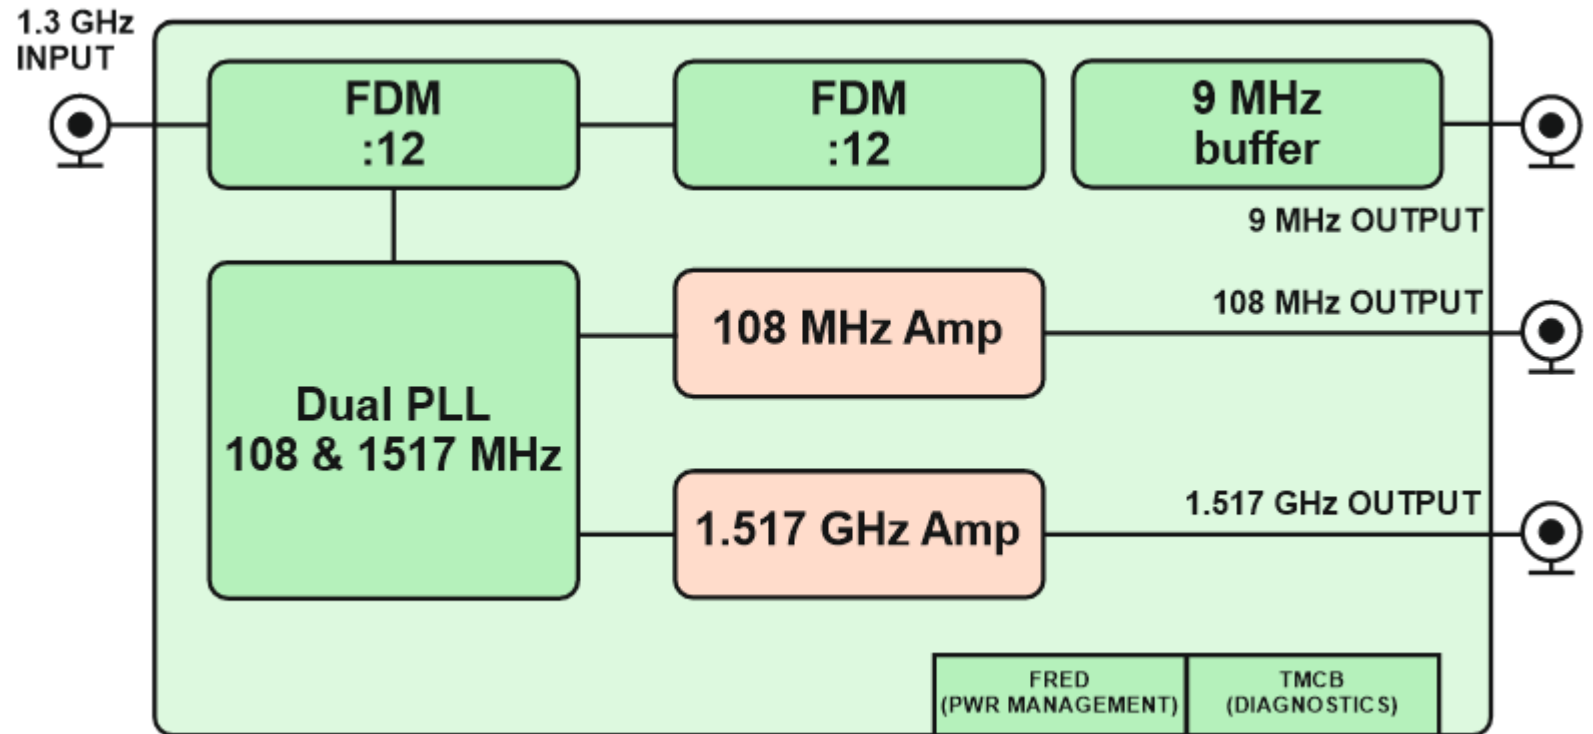 1.3 GHz
INPUT
FDM
:12
FDM
:12
9 MHz
buffer
9 MHz OUTPUT
108 MHz OUTPUT
108 MHz Amp
Dual PLL
108 & 1517 MHz
1.517 GHz OUTPUT
1.517 GHz Amp
FRED
(PWR MANAGEMENT)
TMCB
(DIAGNOSTICS)